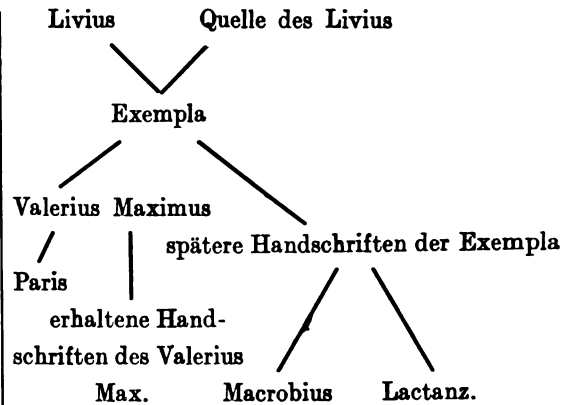 Livius Quelle des Livius
Exempla
Valerius Maximus
spätere Handschriften der Exempla
Paris
erhaltene Hand-
schriften des Valerius
Max. Macrobius Lactanz.